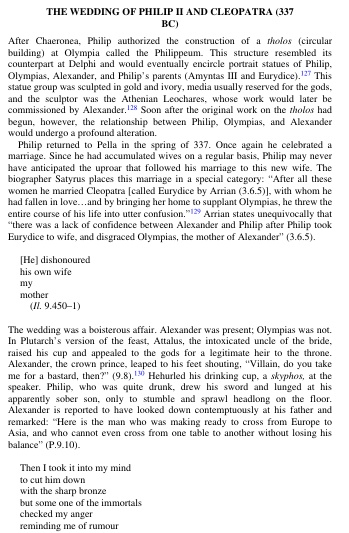 THE WEDDING OF PHILIP II AND CLEOPATRA (337
BC)
After Chaeronea, Philip authorized the construction of a tholos (circular
building) at Olympia called the Philippeum. This structure resembled its
counterpart at Delphi and would eventually encircle portrait statues of Philip,
Olympias, Alexander, and Philip's parents (Amyntas III and Eurydice).127 This
statue group was sculpted in gold and ivory, media usually reserved for the gods,
and the sculptor was the Athenian Leochares, whose work would later be
commissioned by Alexander.128 Soon after the original work on the tholos had
begun, however, the relationship between Philip, Olympias, and Alexander
would undergo a profound alteration.
Philip returned to Pella in the spring of 337. Once again he celebrated a
marriage. Since he had accumulated wives on a regular basis, Philip may never
have anticipated the uproar that followed his marriage to this new wife. The
biographer Satyrus places this marriage in a special category: “After all these
women he married Cleopatra [called Eurydice by Arrian (3.6.5)], with whom he
had fallen in love…and by bringing her home to supplant Olympias, he threw the
entire course of his life into utter confusion.”129 Arrian states unequivocally that
“there was a lack of confidence between Alexander and Philip after Philip took
Eurydice to wife, and disgraced Olympias, the mother of Alexander” (3.6.5).
[He] dishonoured
his own wife
my
mother
(Il. 9.450–1)
The wedding was a boisterous affair. Alexander was present; Olympias was not.
In Plutarch's version of the feast, Attalus, the intoxicated uncle of the bride,
raised his cup and appealed to the gods for a legitimate heir to the throne.
Alexander, the crown prince, leaped to his feet shouting, “Villain, do you take
me for a bastard, then?” (9.8).130 Hehurled his drinking cup, a skyphos, at the
speaker. Philip, who was quite drunk, drew his sword and lunged at his
apparently sober son, only to stumble and sprawl headlong on the floor.
Alexander is reported to have looked down contemptuously at his father and
remarked: “Here is the man who was making ready to cross from Europe to
Asia, and who cannot even cross from one table to another without losing his
balance” (P.9.10).
Then I took it into my mind
to cut him down
with the sharp bronze
but some one of the immortals
checked my anger
reminding me of rumour